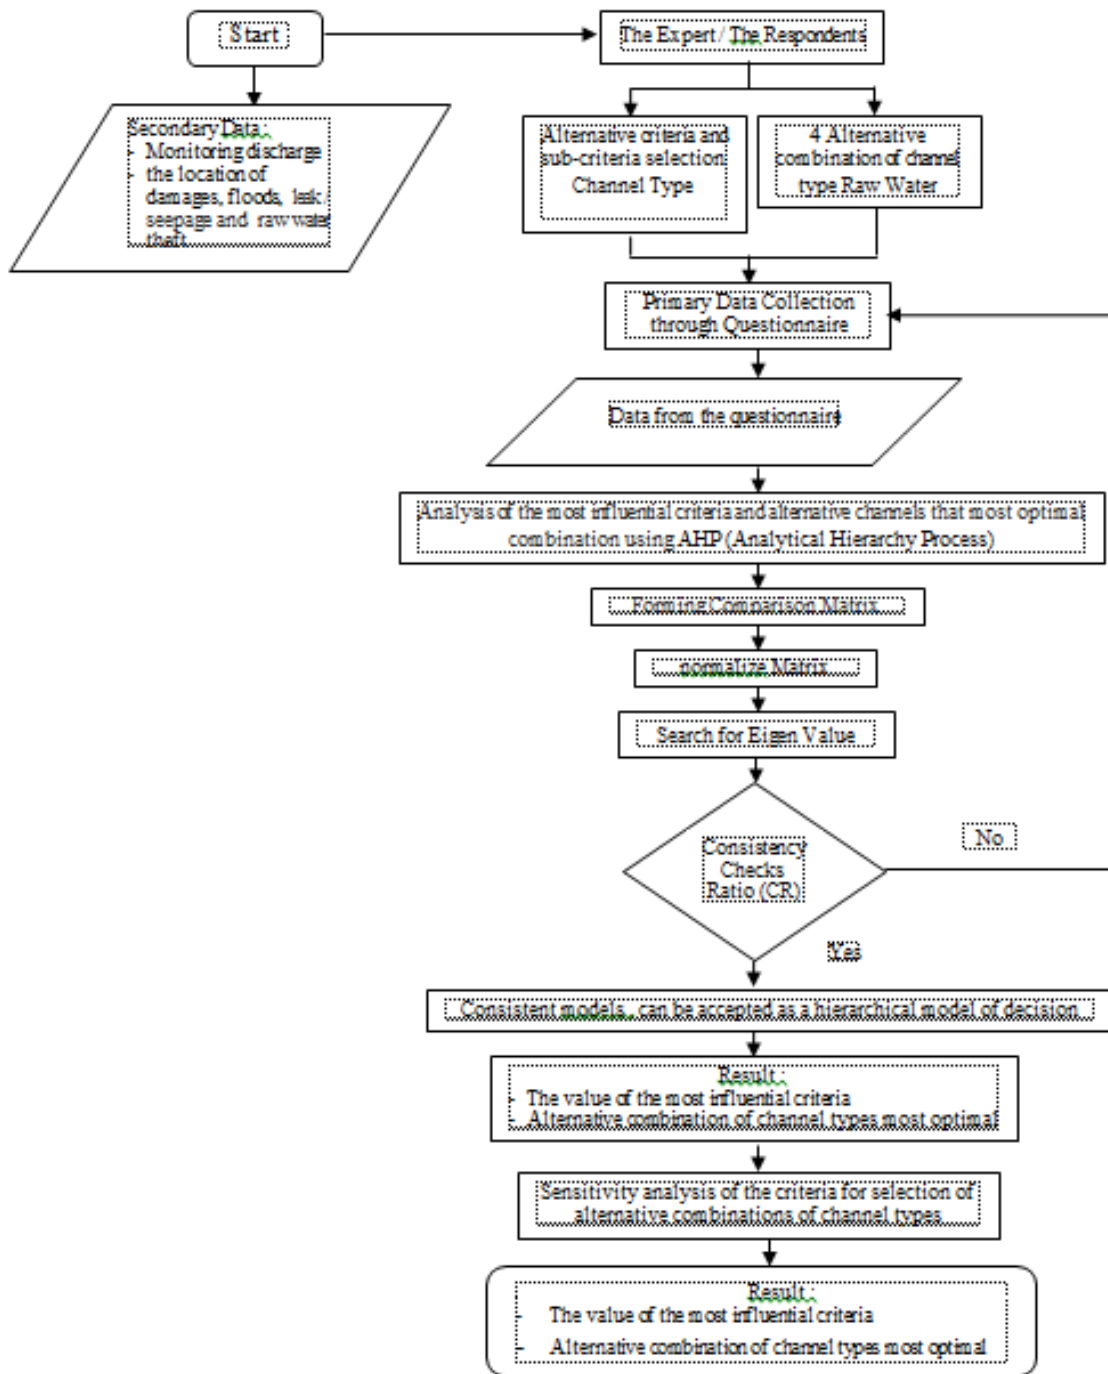 Start
The Expert / The Respondents
Secondary Data :
- Monitoring discharge
- the location of
damages, floods, leak /
seepage and raw water
theft
Alternative criteria and
sub-criteria selection
Channel Type
4 Alternative
combination of channel
type Raw Water
Primary Data Collection
through Questionnaire
Data from the questionnaire
Analysis of the most influential criteria and alternative channels that most optimal
combination using AHP (Analytical Hierarchy Process)
Forming Comparison Matrix
normalize Matrix
Search for Eigen Value
Consistency
Checks
Ratio (CR)
No
Yes
Consistent models, can be accepted as a hierarchical model of decision
Result :
- The value of the most influential criteria
- Alternative combination of channel types most optimal
Sensitivity analysis of the criteria for selection of
alternative combinations of channel types
Result :
- The value of the most influential criteria
- Alternative combination of channel types most optimal